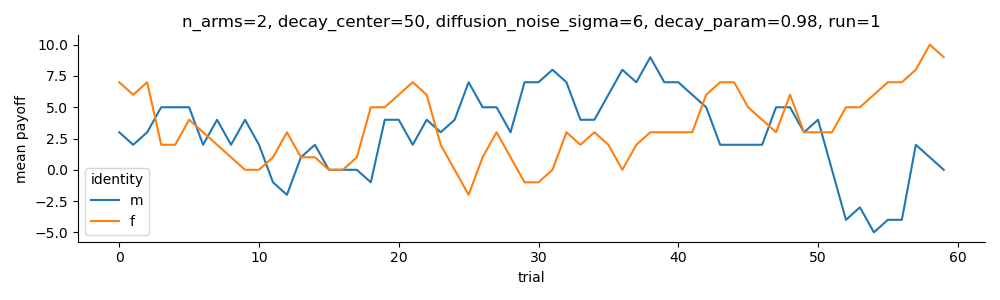 n_arms=2, decay_center=50, diffusion_noise_sigma=6, decay_param=0.98, run=1
mean payoff
10.0
7.5
5.0
2.5
0.0
−2.5
−5.0
identity
m
f
0 10 20 30 40 50 60
trial